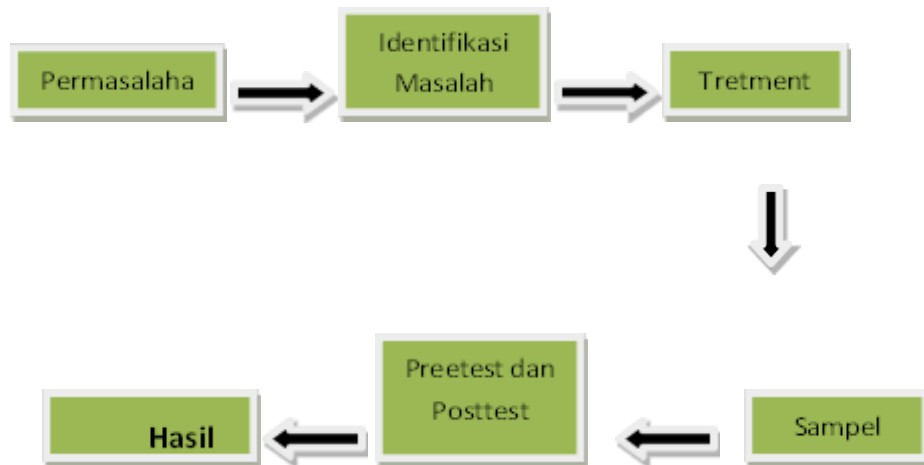 Permasalaha
Identifikasi
Masalah
Tretment
Sampel
Preetest dan
Posttest
Hasil